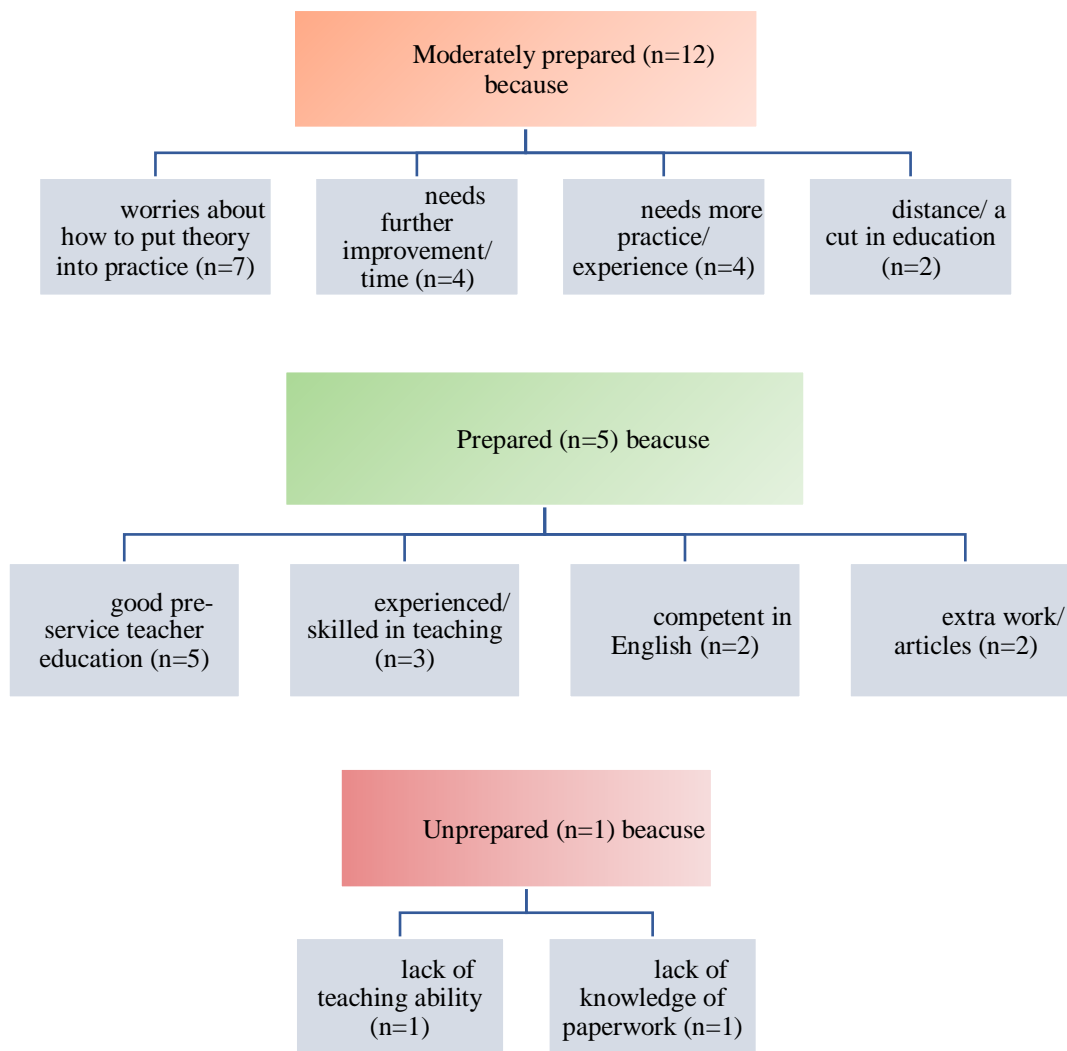 Moderately prepared (n=12)
because
worries about
how to put theory
into practice (n=7)
needs
further
improvement/
time (n=4)
needs more
practice/
experience (n=4)
distance/ a
cut in education
(n=2)
Prepared (n=5) beacuse
good pre-
service teacher
education (n=5)
experienced/
skilled in teaching
(n=3)
competent in
English (n=2)
extra work/
articles (n=2)
Unprepared (n=1) beacuse
lack of
teaching ability
(n=1)
lack of
knowledge of
paperwork (n=1)